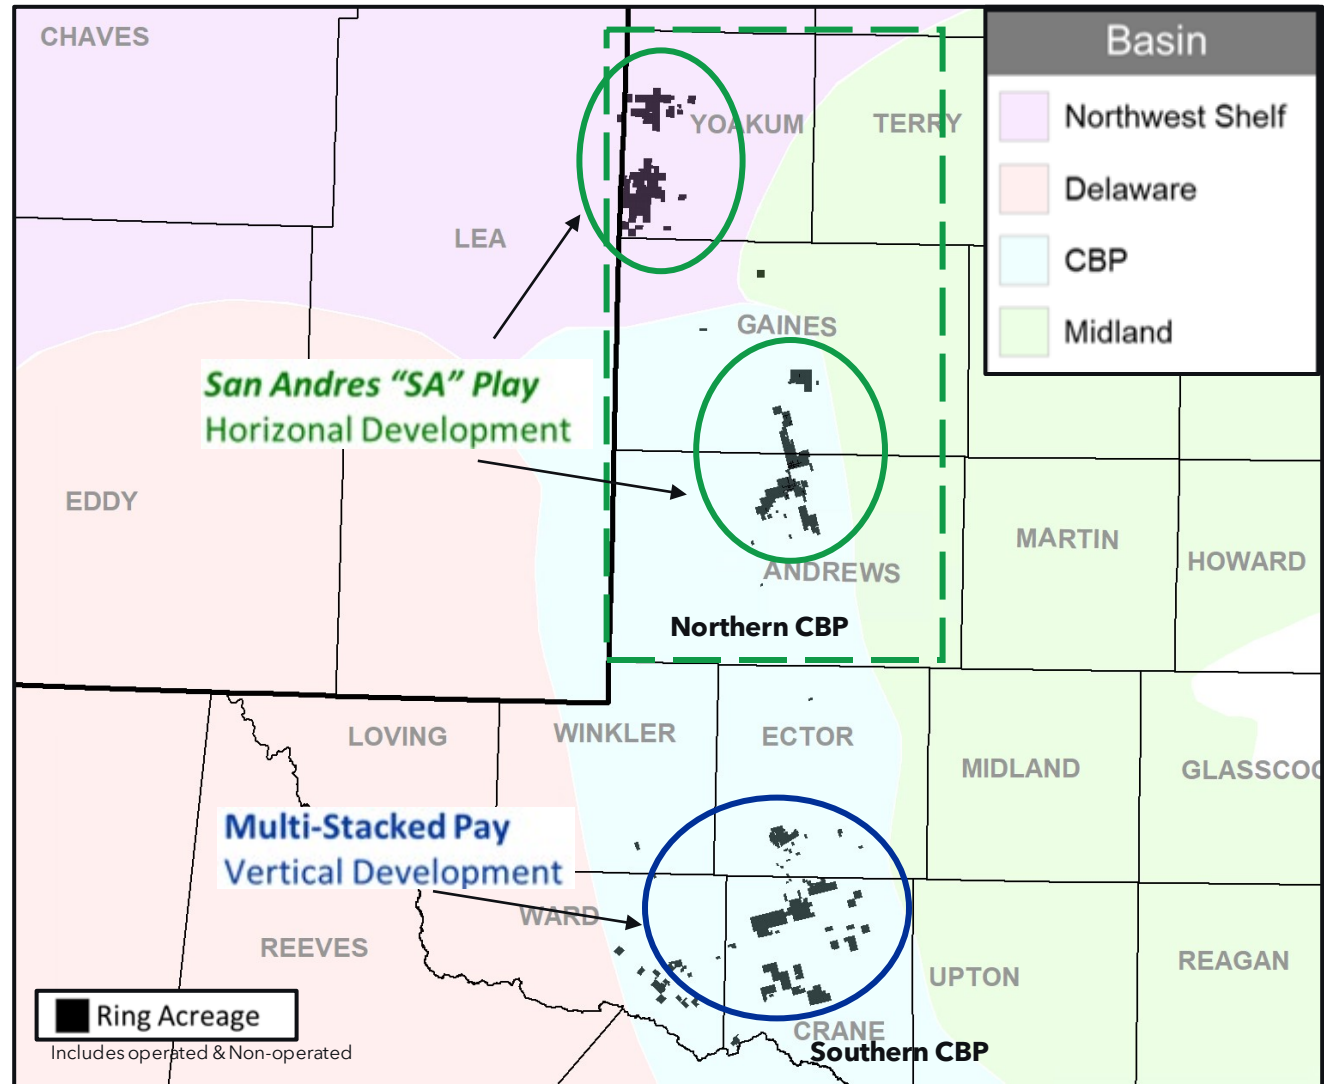 CHAVES
Basin
Northwest Shelf
YOAKUM
TERRY
Delaware
LEA
CBP
GAINES
Midland
San Andres “SA” Play
Horizonal Development
EDDY
MARTIN
HOWARD
ANDREWS
Northern CBP
LOVING
WINKLER
ECTOR
MIDLAND
GLASSCOC
Multi-Stacked Pay
Vertical Development
WARD
REEVES
UPTON
REAGAN
Ring Acreage
CRANE
Includes operated & Non-operated
Southern CBP